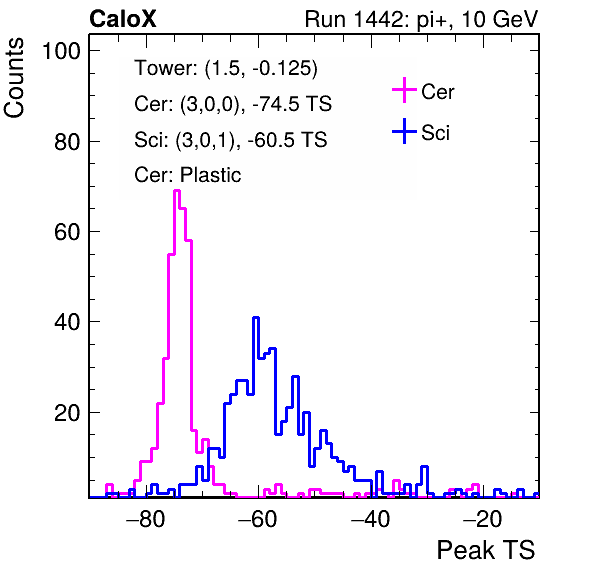 CaloX Run 1442: pi+, 10 GeV
Counts
100
80
60
40
20
Tower: (1.5, -0.125)
Cer: (3,0,0), -74.5 TS
Sci: (3,0,1), -60.5 TS
Cer: Plastic
Cer
Sci
−80 −60 −40 −20
Peak TS